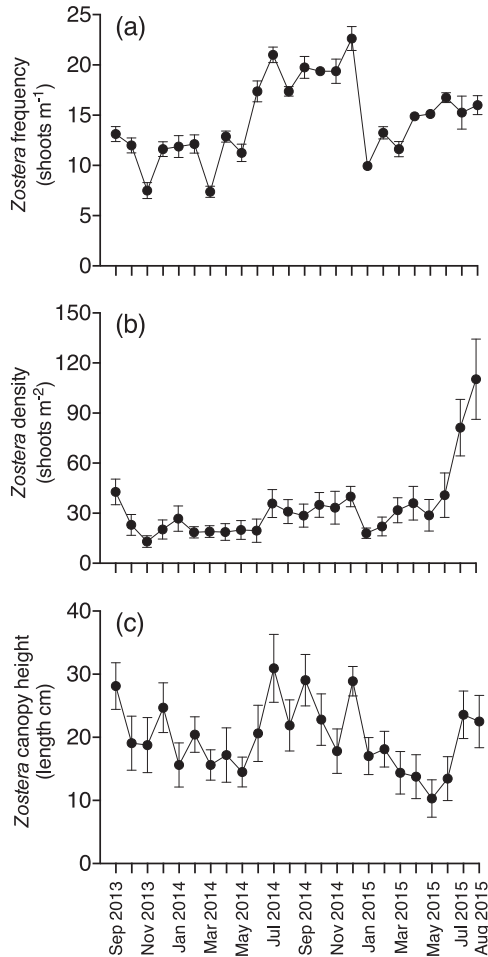 (a)
Zostera frequency
(shoots m-1)
25
20
15
10
5
0
(b)
Zostera density
(shoots m-2)
150
120
90
60
30
0
(c)
Zostera canopy height
(length cm)
40
30
20
10
0
Sep 2013
Nov 2013
Jan 2014
Mar 2014
May 2014
Jul 2014
Sep 2014
Nov 2014
Jan 2015
Mar 2015
May 2015
Jul 2015
Aug 2015